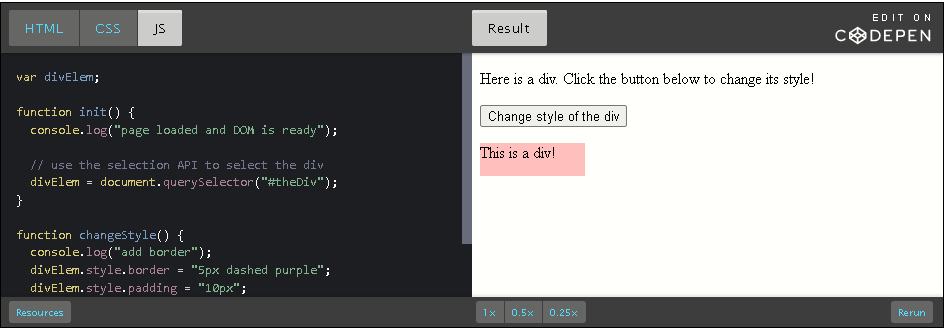 HTML CSS JS
Result
EDIT ON
CODEPEN
var divElem;
function init() {
console.log("page loaded and DOM is ready");
// use the selection API to select the div
divElem = document.querySelector("#theDiv");
}
function changeStyle() {
console.log("add border");
divElem.style.border = "5px dashed purple";
divElem.style.padding = "10px";
Here is a div. Click the button below to change its style!
Change style of the div
This is a div!
Resources
1× 0.5× 0.25×
Rerun